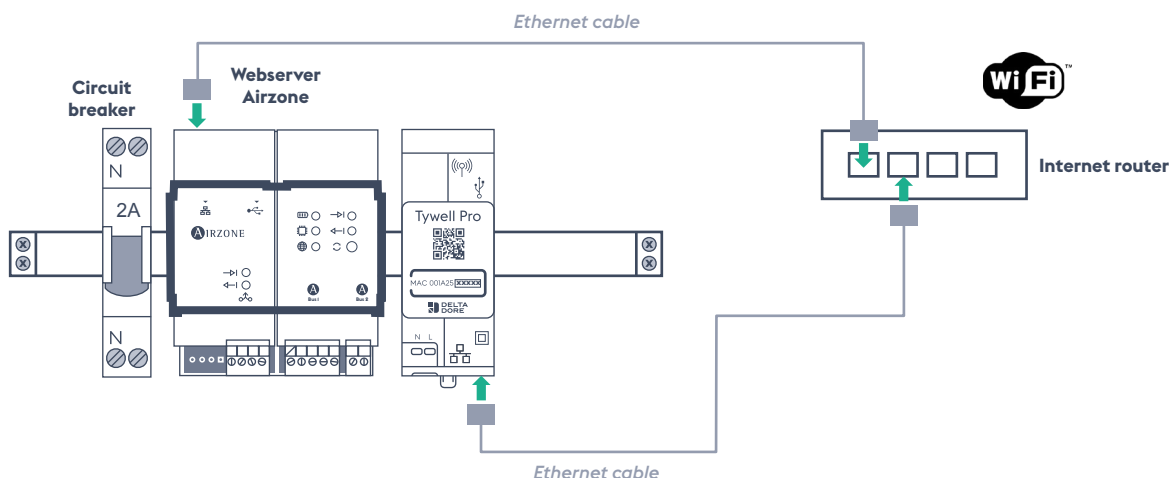 Ethernet cable
Webserver
Airzone
Circuit
breaker
WiFi™
Internet router
N
2A
AIRZONE
Tywell Pro
MAC 001A25 XXXXX
A
A
Bus 1
Bus 2
DELTA
DORE
N
N L
Ethernet cable